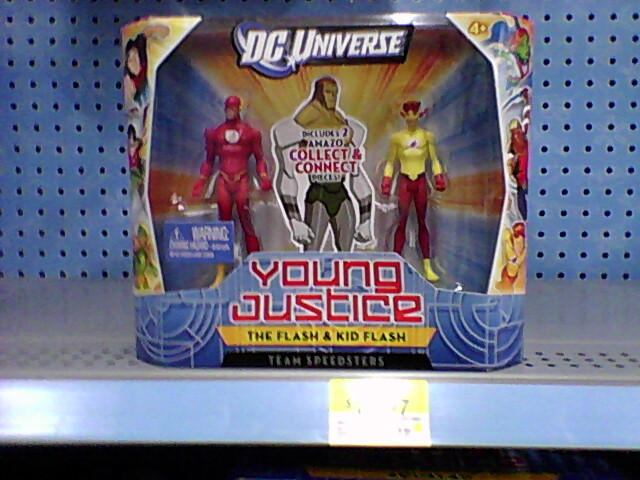 DC UNIVERSE
4+
INCLUDES 2
AMAZO
COLLECT &
CONNECT
PIECES!
WARNING:
YOUNG
JUSTICE
THE FLASH & KID FLASH
TEAM SPEEDSTERS